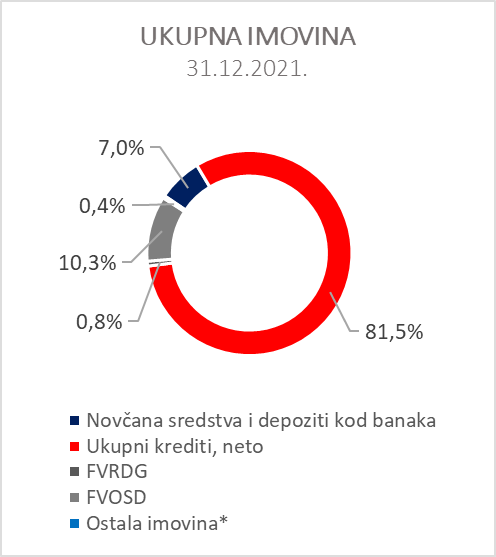 UKUPNA IMOVINA
31.12.2021.
7,0%
0,4%
10,3%
0,8%
81,5%
Novčana sredstva i depoziti kod banaka
Ukupni krediti, neto
FVRDG
FVOSD
Ostala imovina*